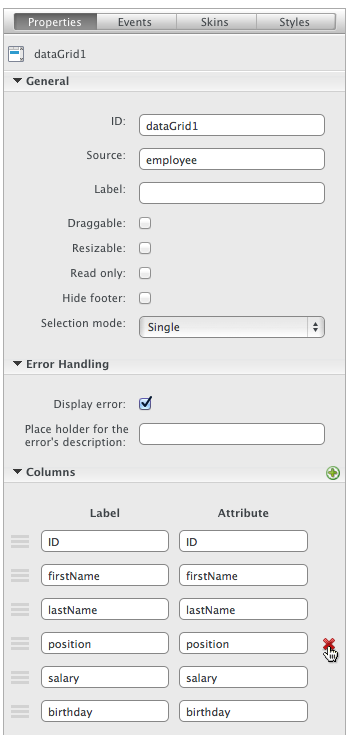 Properties Events Skins Styles
dataGrid1
General
ID: dataGrid1
Source: employee
Label:
Draggable:
Resizable:
Read only:
Hide footer:
Selection mode: Single
Error Handling
Display error:
Place holder for the
error's description:
Columns
Label Attribute
ID ID
firstName firstName
lastName lastName
position position
salary salary
birthday birthday